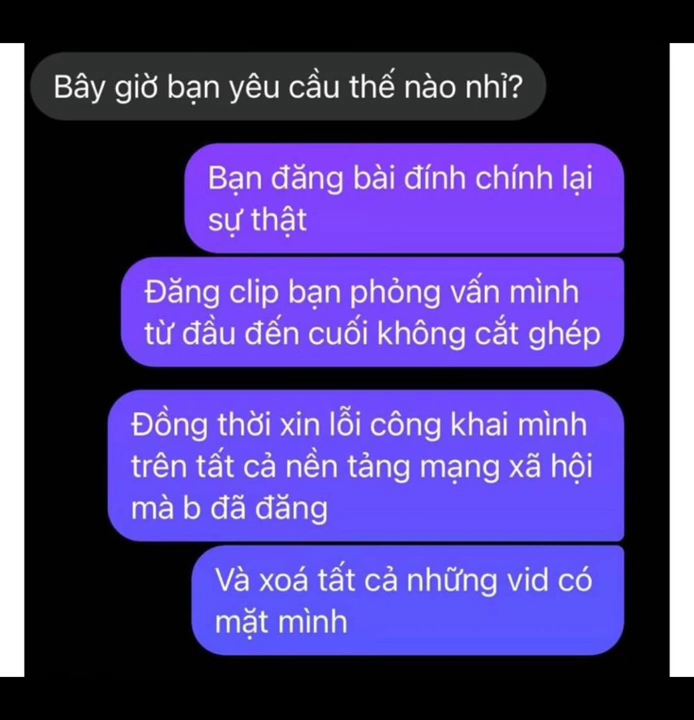 Bây giờ bạn yêu cầu thế nào nhỉ?
Bạn đăng bài đính chính lại
sự thật
Đăng clip bạn phỏng vấn mình
từ đầu đến cuối không cắt ghép
Đồng thời xin lỗi công khai mình
trên tất cả nền tảng mạng xã hội
mà b đã đăng
Và xoá tất cả những vid có
mặt mình